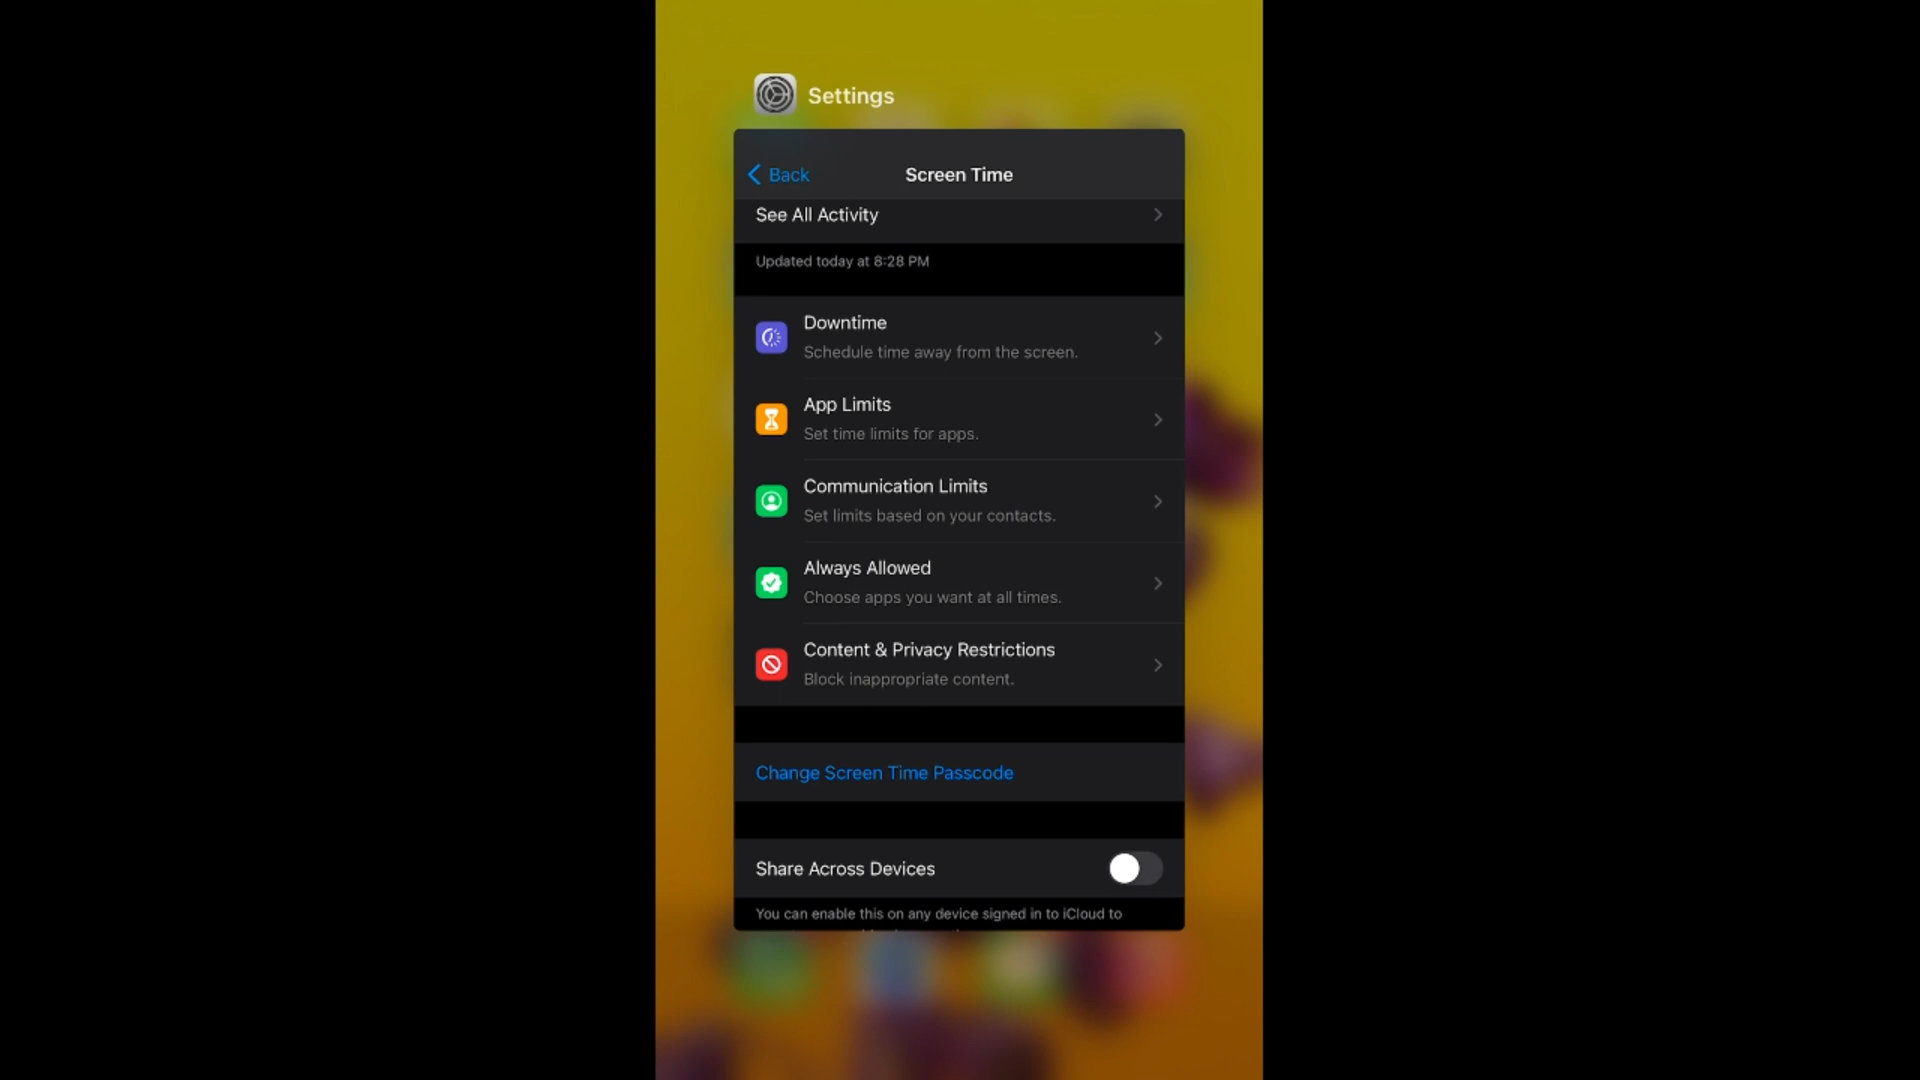 Settings
Back
Screen Time
See All Activity
Updated today at 8:28 PM
Downtime
Schedule time away from the screen.
App Limits
Set time limits for apps.
Communication Limits
Set limits based on your contacts.
Always Allowed
Choose apps you want at all times.
Content & Privacy Restrictions
Block inappropriate content.
Change Screen Time Passcode
Share Across Devices
You can enable this on any device signed in to iCloud to